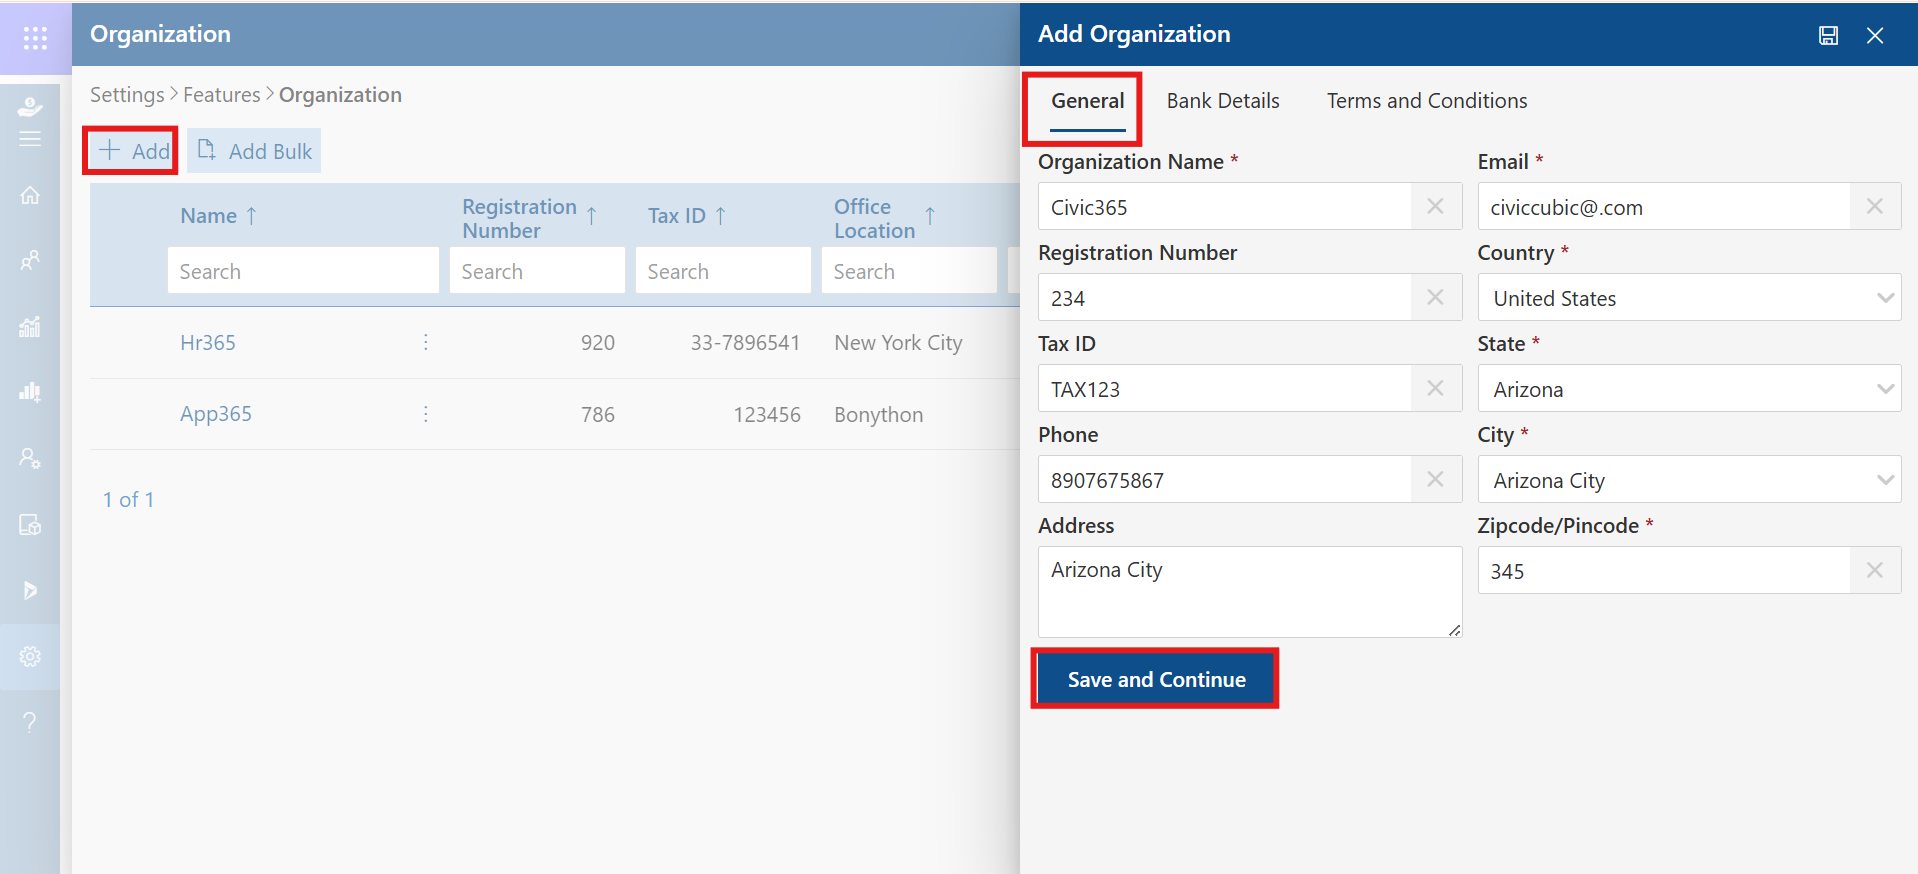 Organization
Settings > Features > Organization
Add
Add Bulk
Name ↑
Registration Number ↑
Tax ID ↑
Office Location ↑
Search
Search
Search
Search
Hr365 920 33-7896541 New York City
App365 786 123456 Bonython
1 of 1
?
Add Organization
General Bank Details Terms and Conditions
Organization Name *
Civic365
Email *
civiccubic@.com
Registration Number
234
Country *
United States
Tax ID
TAX123
State *
Arizona
Phone
8907675867
City *
Arizona City
Address
Arizona City
Zipcode/Pincode *
345
Save and Continue